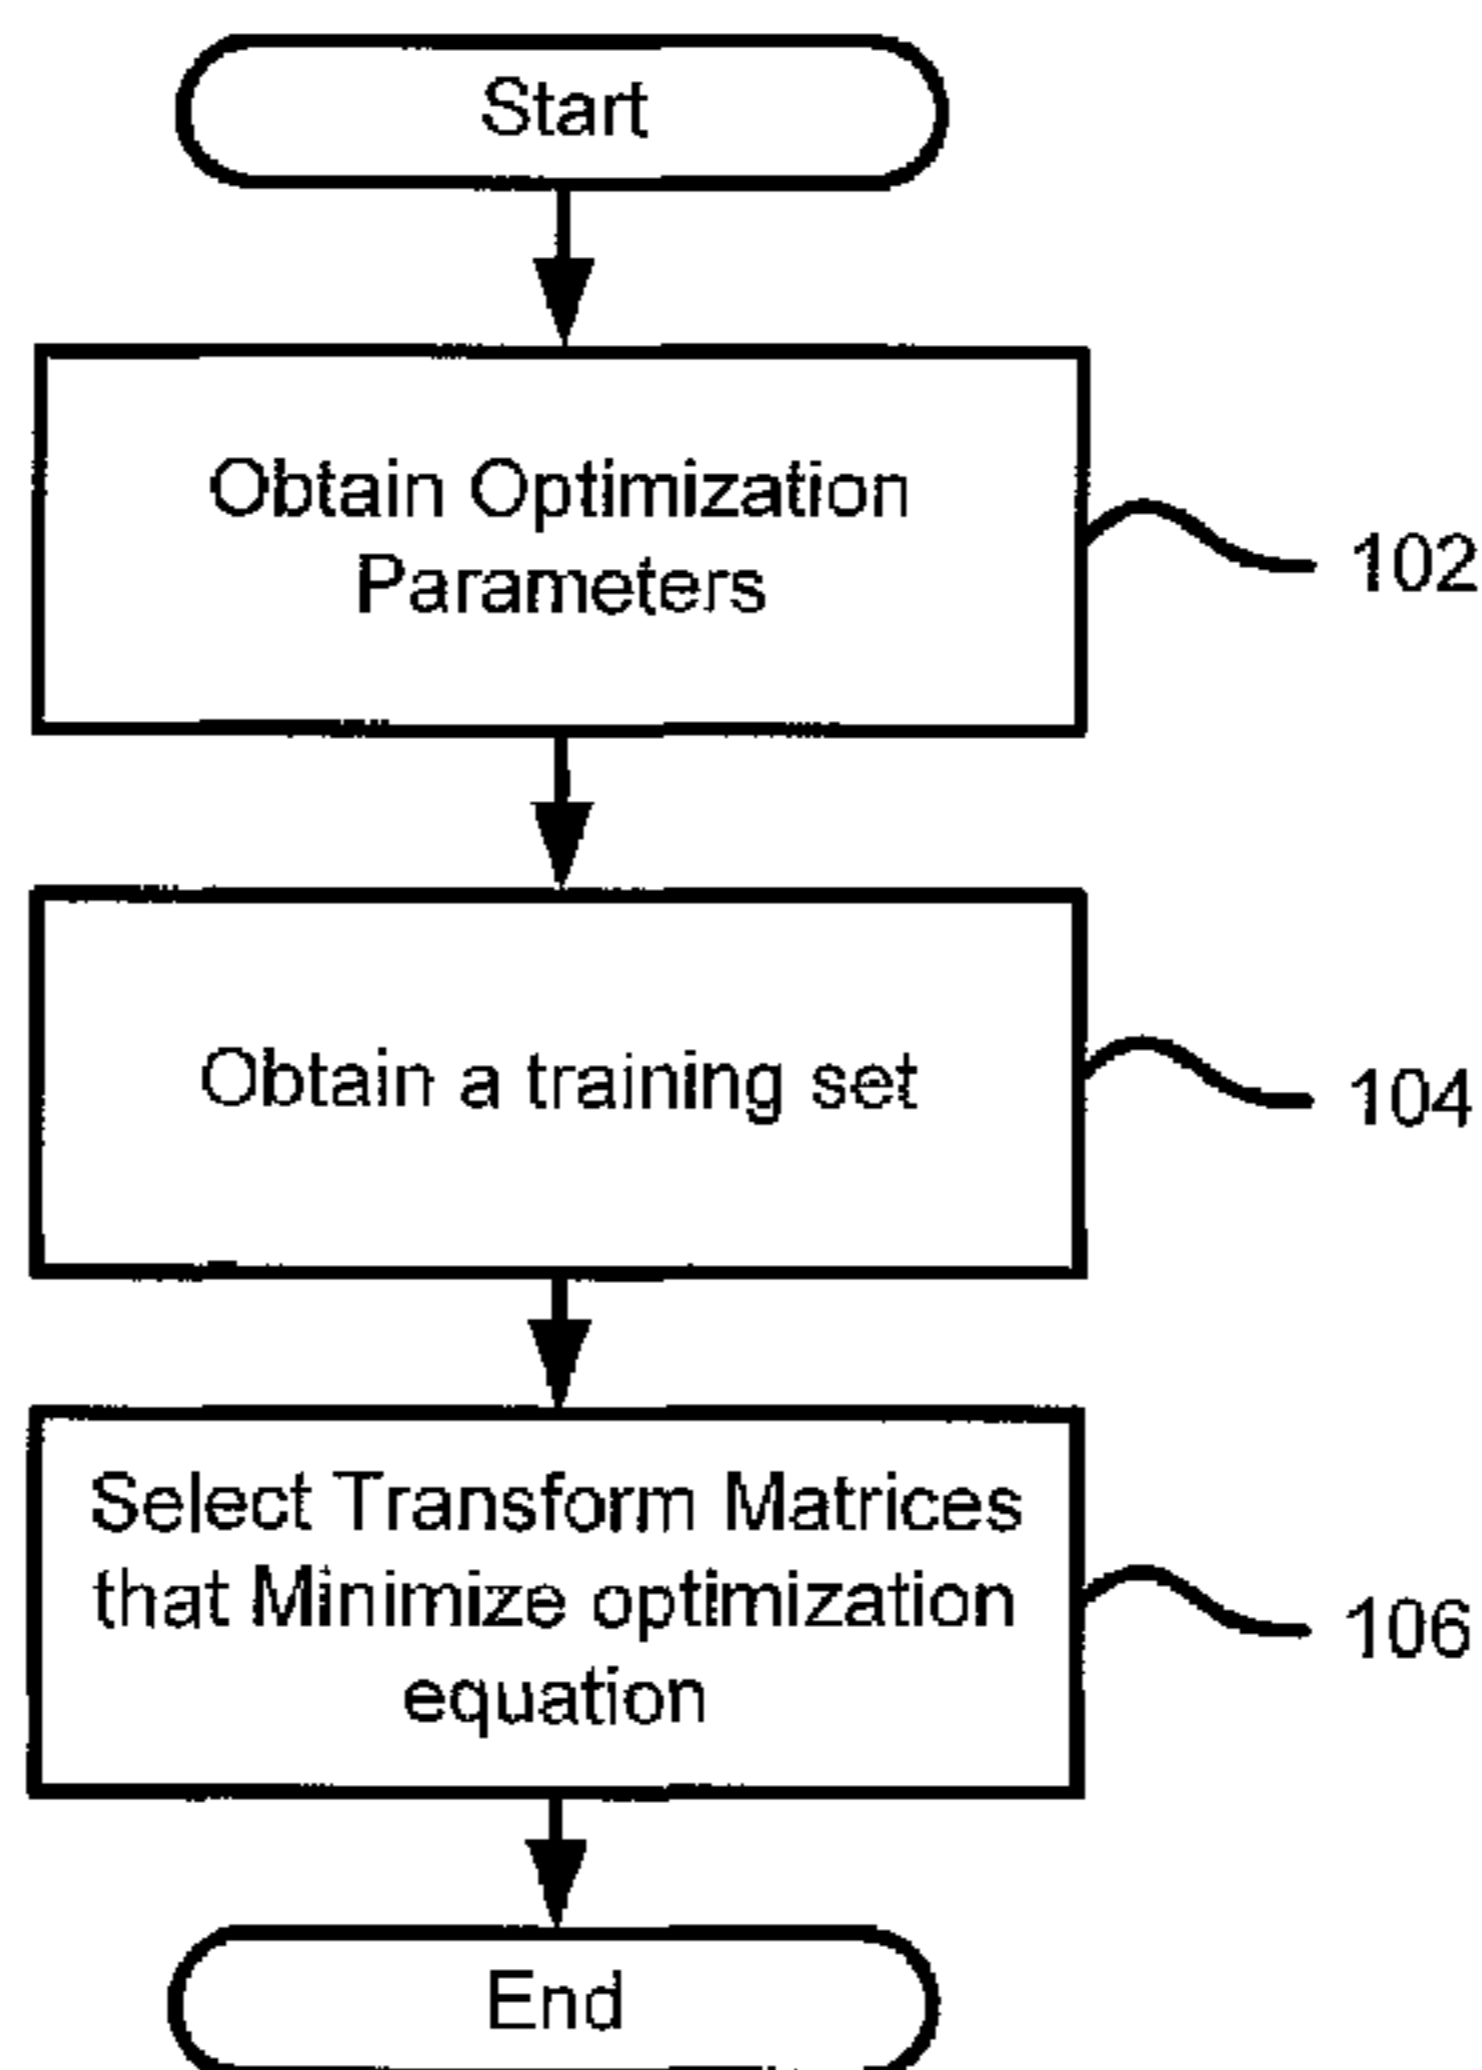 Start
Obtain Optimization
Parameters
102
Obtain a training set
104
Select Transform Matrices
that Minimize optimization
equation
106
End